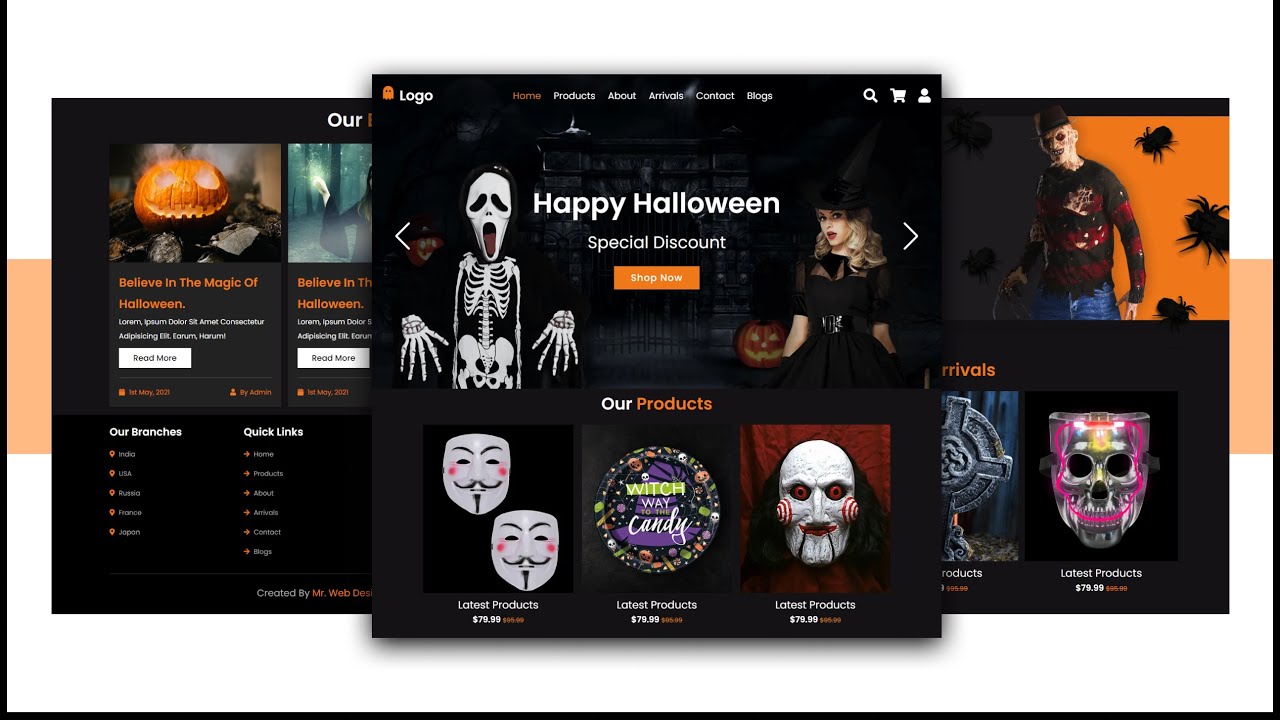 Our
Believe In The Magic Of
Halloween.
Lorem, Ipsum Dolor Sit Amet Consectetur
Adipisicing Elit. Earum, Harum!
Read More
1st May, 2021
By Admin
Believe In Th
Halloween.
Lorem, Ipsum Dolor Sit
Adipisicing Elit. Earum,
Read More
1st May, 2021
Our Branches
India
USA
Russia
France
Japan
Quick Links
Home
Products
About
Arrivals
Contact
Blogs
Created By Mr. Web Desi
Logo
Home Products About Arrivals Contact Blogs
Happy Halloween
Special Discount
Shop Now
Our Products
WITCH
WAY
TO THE
Candy
Latest Products
$79.99 $95.99
Latest Products
$79.99 $95.99
Latest Products
$79.99 $95.99
rrivals
roducts
9 $95.99
Latest Products
$79.99 $95.99